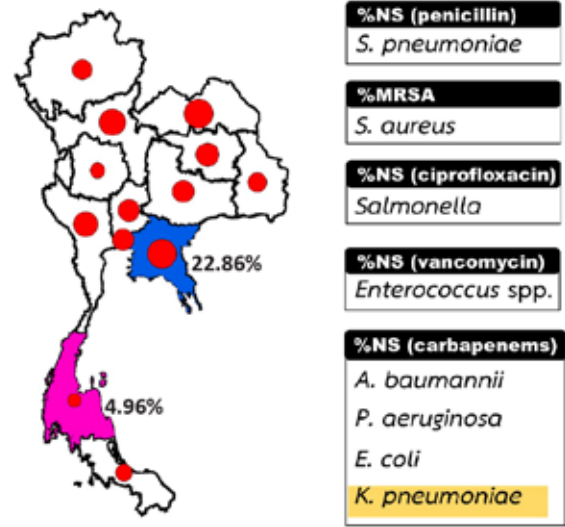 22.86%
4.96%
%NS (penicillin)
S. pneumoniae
%MRSA
S. aureus
%NS (ciprofloxacin)
Salmonella
%NS (vancomycin)
Enterococcus spp.
%NS (carbapenems)
A. baumannii
P. aeruginosa
E. coli
K. pneumoniae